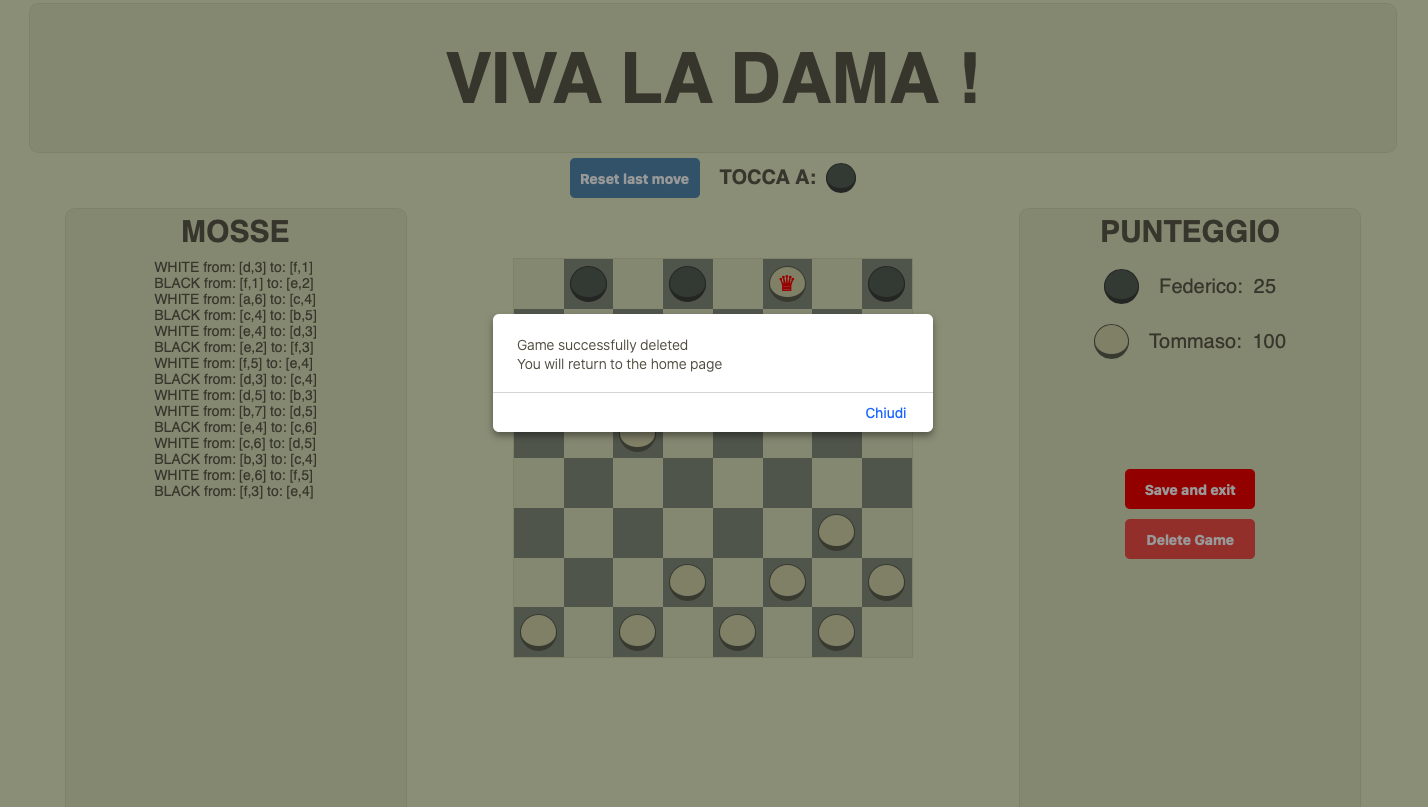 VIVA LA DAMA !
Reset last move
TOCCA A:
MOSSE
WHITE from: [d,3] to: [f,1]
BLACK from: [f,1] to: [e,2]
WHITE from: [a,6] to: [c,4]
BLACK from: [c,4] to: [b,5]
WHITE from: [e,4] to: [d,3]
BLACK from: [e,2] to: [f,3]
WHITE from: [f,5] to: [e,4]
BLACK from: [d,3] to: [c,4]
WHITE from: [d,5] to: [b,3]
WHITE from: [b,7] to: [d,5]
BLACK from: [e,4] to: [c,6]
WHITE from: [c,6] to: [d,5]
BLACK from: [b,3] to: [c,4]
WHITE from: [e,6] to: [f,5]
BLACK from: [f,3] to: [e,4]
Game successfully deleted
You will return to the home page
Chiudi
PUNTEGGIO
Federico: 25
Tommaso: 100
Save and exit
Delete Game